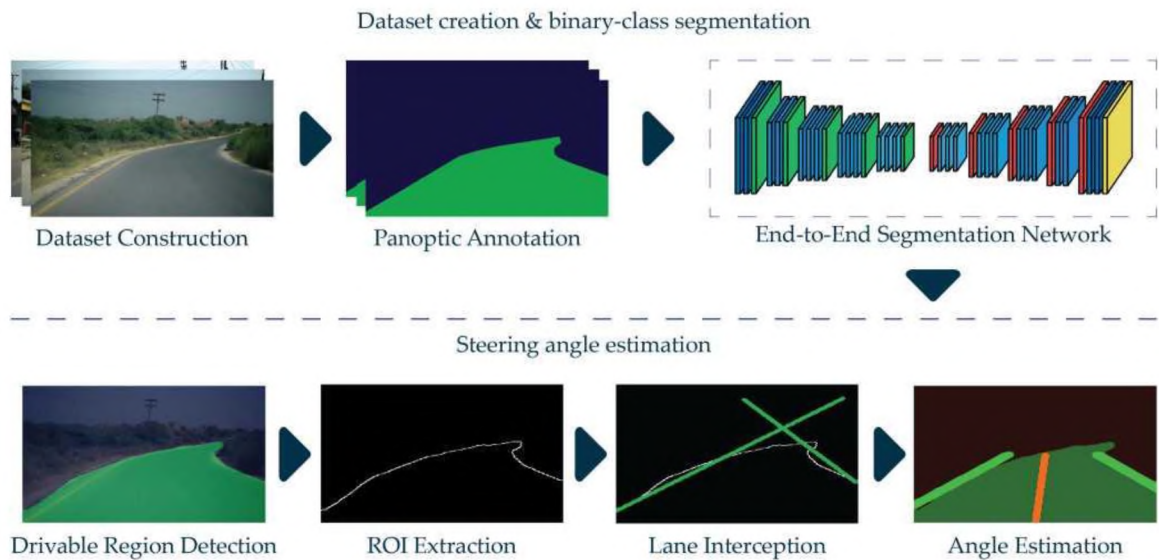 Dataset creation & binary-class segmentation
Dataset Construction
Panoptic Annotation
End-to-End Segmentation Network
Steering angle estimation
Drivable Region Detection
ROI Extraction
Lane Interception
Angle Estimation